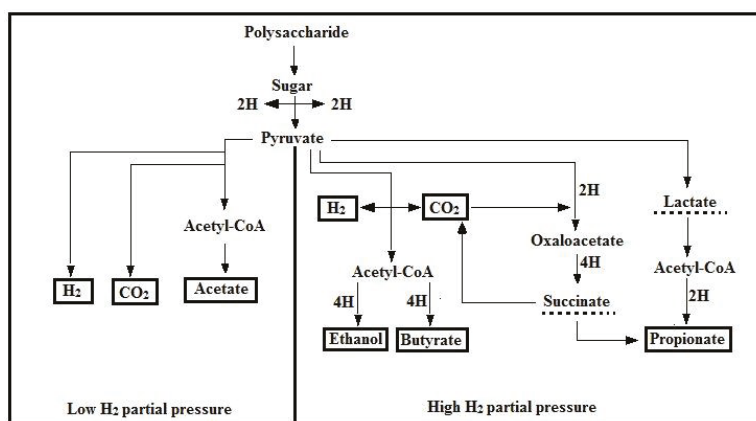 Polysaccharide
Sugar
2H 2H
Pyruvate
2H
Lactate
H₂ CO₂
Acetyl-CoA
Oxaloacetate
Acetyl-CoA
Acetyl-CoA
4H
2H
H₂ CO₂ Acetate
4H 4H
Succinate
Ethanol Butyrate
Propionate
Low H₂ partial pressure
High H₂ partial pressure